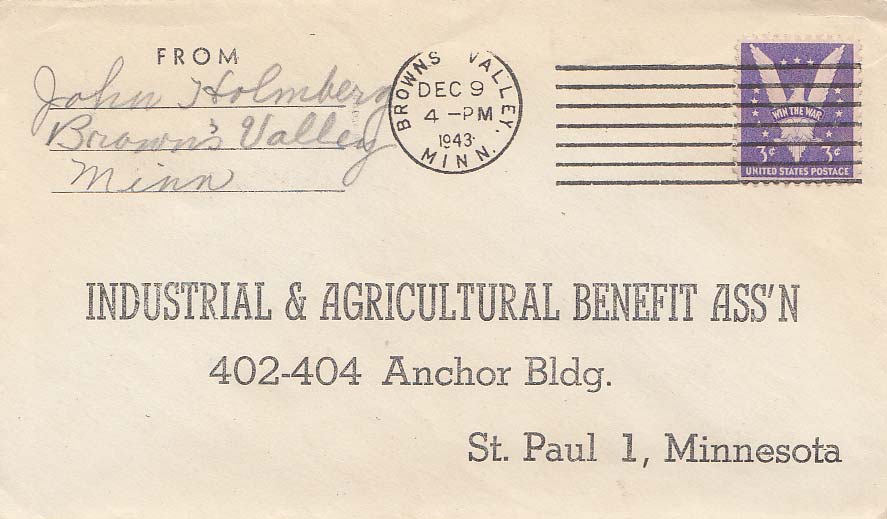 FROM
John Holmberg
Brown's Valley
Minn
BROWNS VALLEY.
DEC 9
4 -PM
1943.
MINN.
WIN THE WAR
3¢ 3¢
UNITED STATES POSTAGE
INDUSTRIAL & AGRICULTURAL BENEFIT ASS'N
402-404 Anchor Bldg.
St. Paul 1, Minnesota